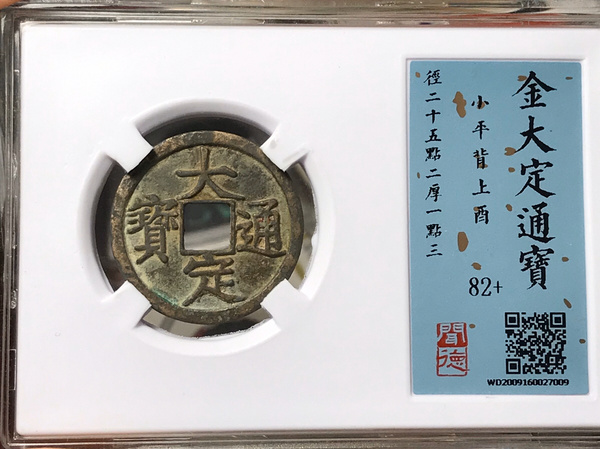 大定通寶
金大定通寶
小平背上酉
徑二十五點二厚一點三
82+
聞德
WD2009160027009